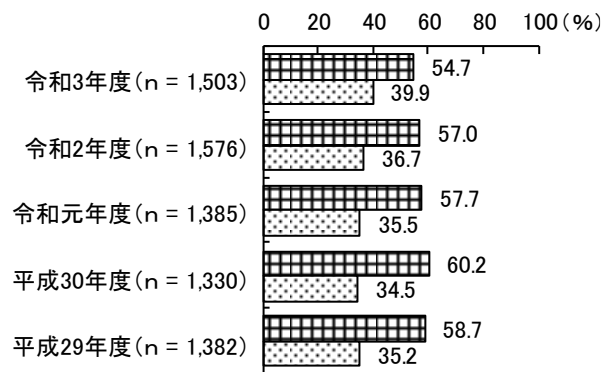 0 20 40 60 80 100(%)
令和3年度(n = 1,503) 54.7
39.9
令和2年度(n = 1,576) 57.0
36.7
令和元年度(n = 1,385) 57.7
35.5
平成30年度(n = 1,330) 60.2
34.5
平成29年度(n = 1,382) 58.7
35.2